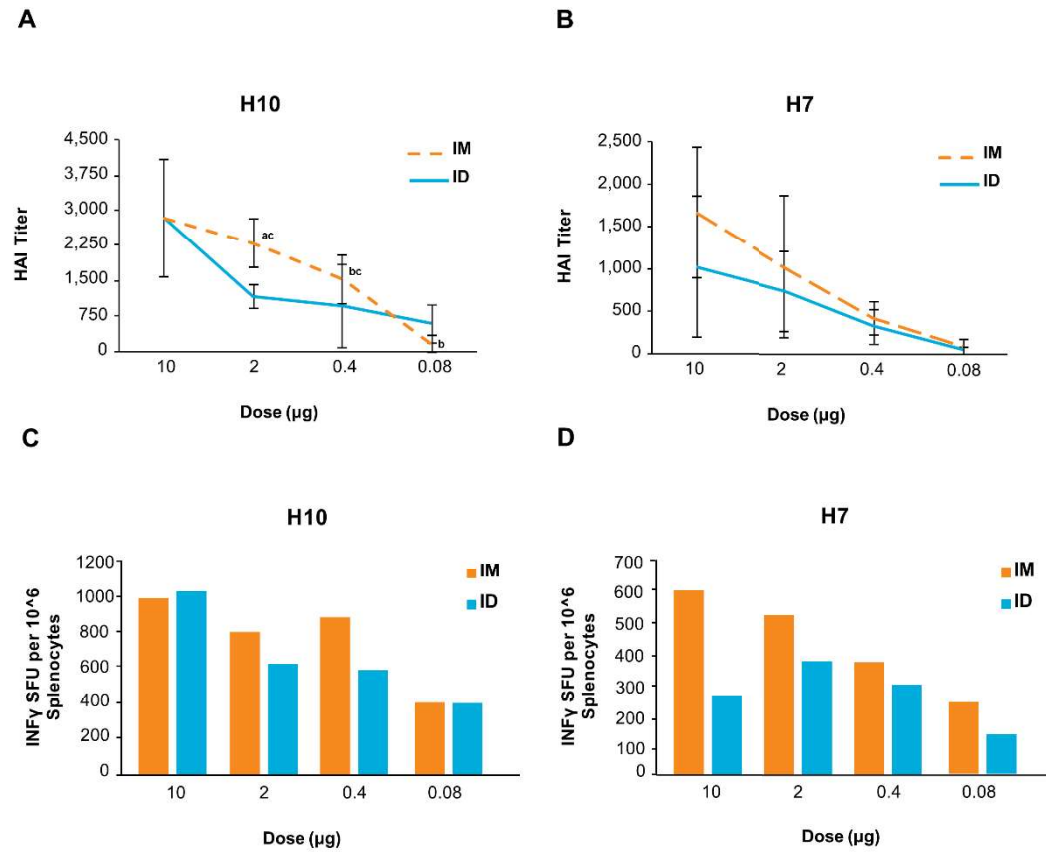 A
H10
HAI Titer
4,500
3,750
3,000
2,250
1,500
750
0
IM
ID
ac
bc
b
10 2 0.4 0.08
Dose (µg)
B
H7
HAI Titer
2,500
2,000
1,500
1,000
500
0
IM
ID
10 2 0.4 0.08
Dose (µg)
C
H10
INFγ SFU per 10^6
Splenocytes
1200
1000
800
600
400
200
0
IM
ID
10 2 0.4 0.08
Dose (µg)
D
H7
INFγ SFU per 10^6
Splenocytes
700
600
500
400
300
200
100
0
IM
ID
10 2 0.4 0.08
Dose (µg)